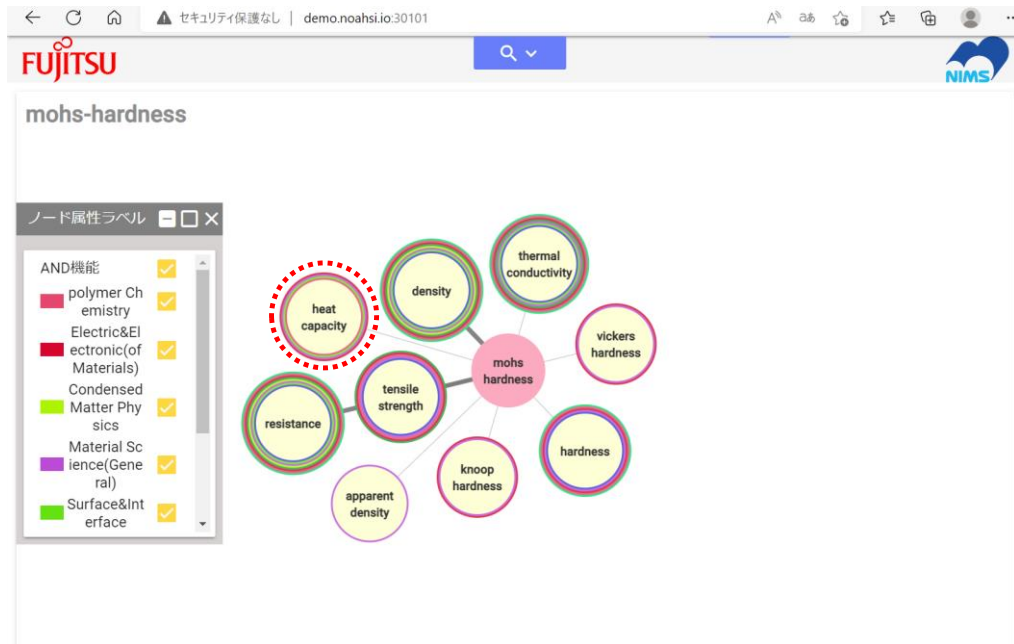 セキュリティ保護なし | demo.noahsi.io:30101
A あ
FUJITSU
NIMS
mohs-hardness
ノード属性ラベル
AND機能
polymer Ch
emistry
Electric&El
ectronic(of
Materials)
Condensed
Matter Phy
sics
Material Sc
ience(Gene
ral)
Surface&Int
erface
thermal
conductivity
density
heat
capacity
vickers
hardness
mohs
hardness
tensile
strength
resistance
hardness
knoop
hardness
apparent
density